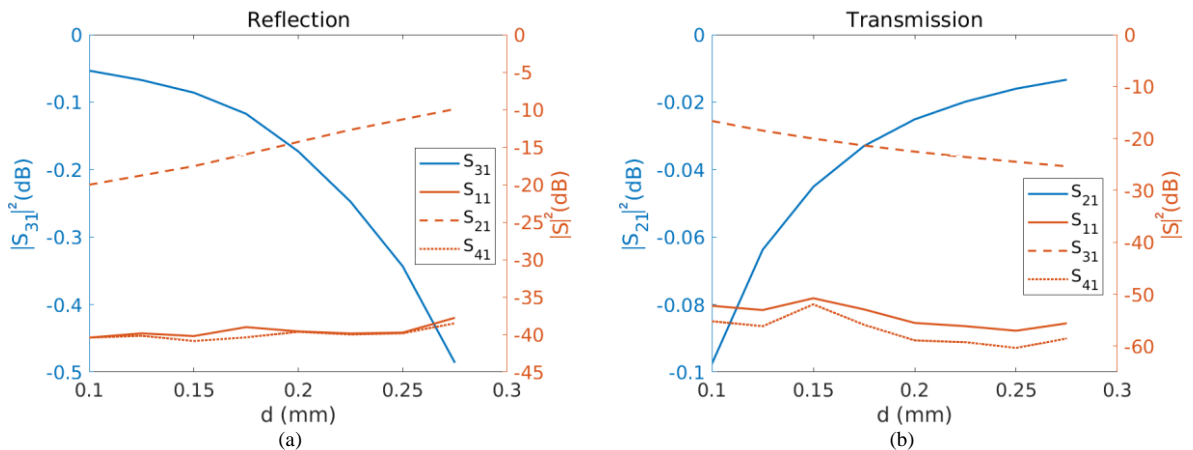 Reflection
|S31|²(dB)
0
-0.1
-0.2
-0.3
-0.4
-0.5
0.1
0.15
0.2
0.25
0.3
d (mm)
0
-5
-10
-15
-20
-25
-30
-35
-40
-45
|S|²(dB)
S31
S11
S21
S41
(a)
Transmission
|S21|²(dB)
0
-0.02
-0.04
-0.06
-0.08
-0.1
0.1
0.15
0.2
0.25
0.3
d (mm)
0
-10
-20
-30
-40
-50
-60
|S|²(dB)
S21
S11
S31
S41
(b)